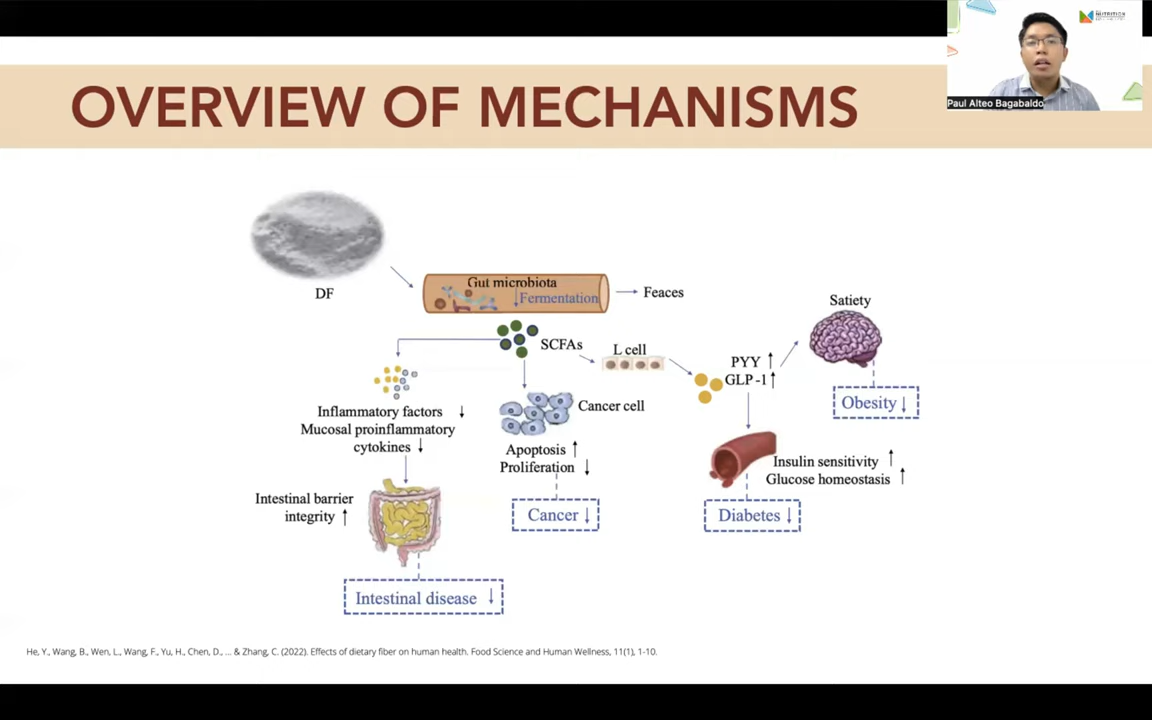 NUTRITION
Paul Alteo Bagabaldo
OVERVIEW OF MECHANISMS
DF
Gut microbiota
↓Fermentation
Feaces
SCFAs
L cell
PYY ↑
GLP-1↑
Satiety
Obesity↓
Inflammatory factors ↓
Mucosal proinflammatory
cytokines ↓
Cancer cell
Apoptosis ↑
Proliferation ↓
Cancer↓
Insulin sensitivity ↑
Glucose homeostasis ↑
Diabetes↓
Intestinal barrier
integrity ↑
Intestinal disease ↓
He, Y., Wang, B., Wen, L., Wang, F., Yu, H., Chen, D., ... & Zhang, C. (2022). Effects of dietary fiber on human health. Food Science and Human Wellness, 11(1), 1-10.